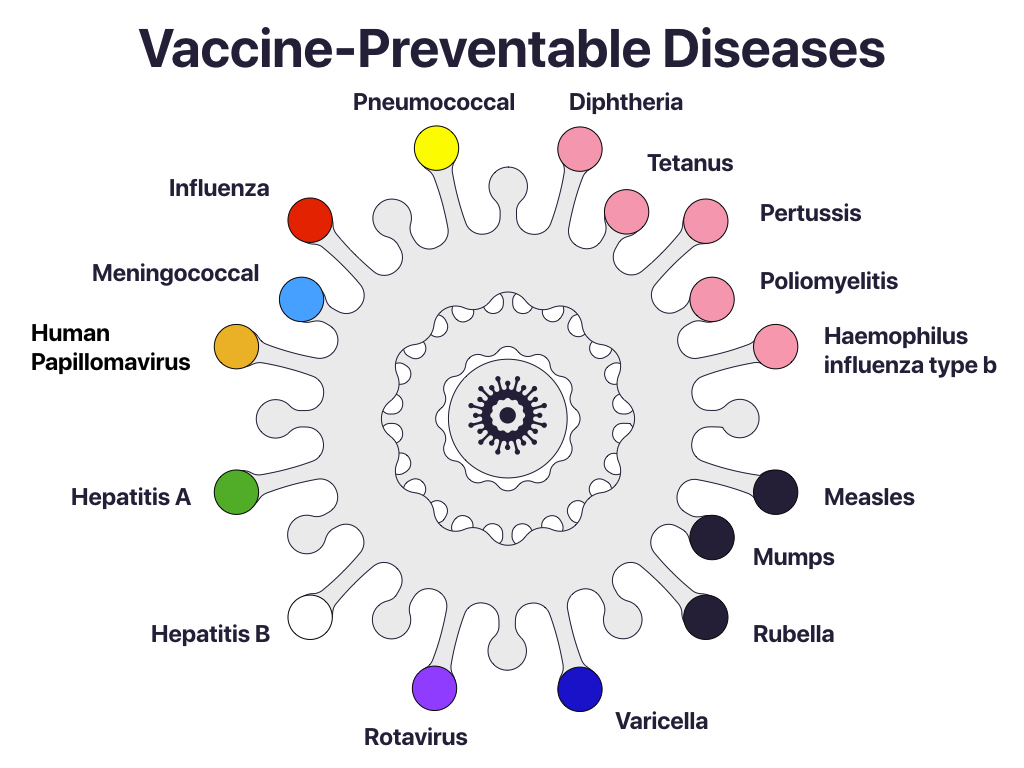 Vaccine-Preventable Diseases
Pneumococcal
Diphtheria
Tetanus
Influenza
Pertussis
Meningococcal
Poliomyelitis
Human
Papillomavirus
Haemophilus
influenza type b
Hepatitis A
Measles
Mumps
Hepatitis B
Rubella
Varicella
Rotavirus